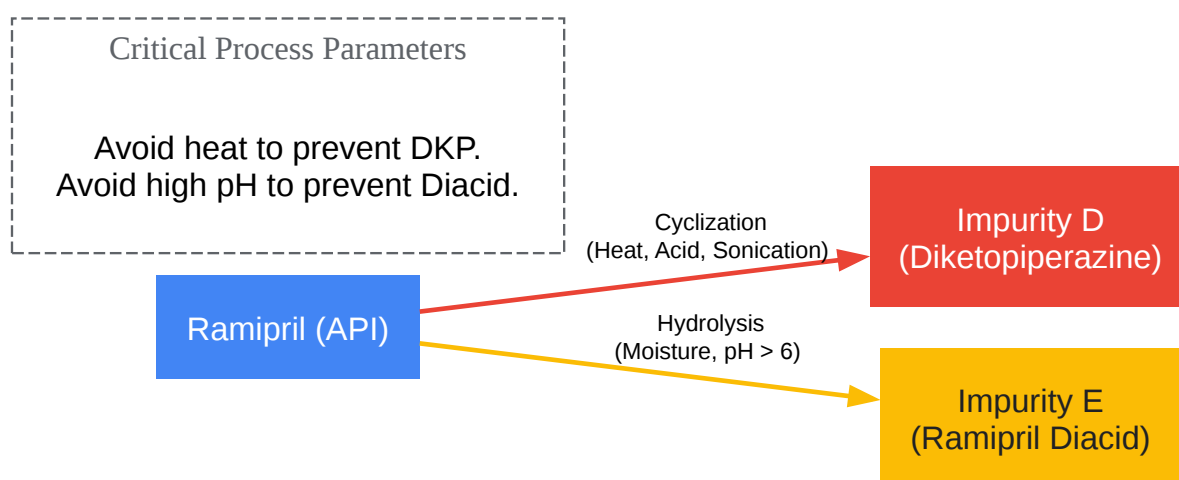 Critical Process Parameters
Avoid heat to prevent DKP.
Avoid high pH to prevent Diacid.
Cyclization
(Heat, Acid, Sonication)
Impurity D
(Diketopiperazine)
Ramipril (API)
Hydrolysis
(Moisture, pH > 6)
Impurity E
(Ramipril Diacid)